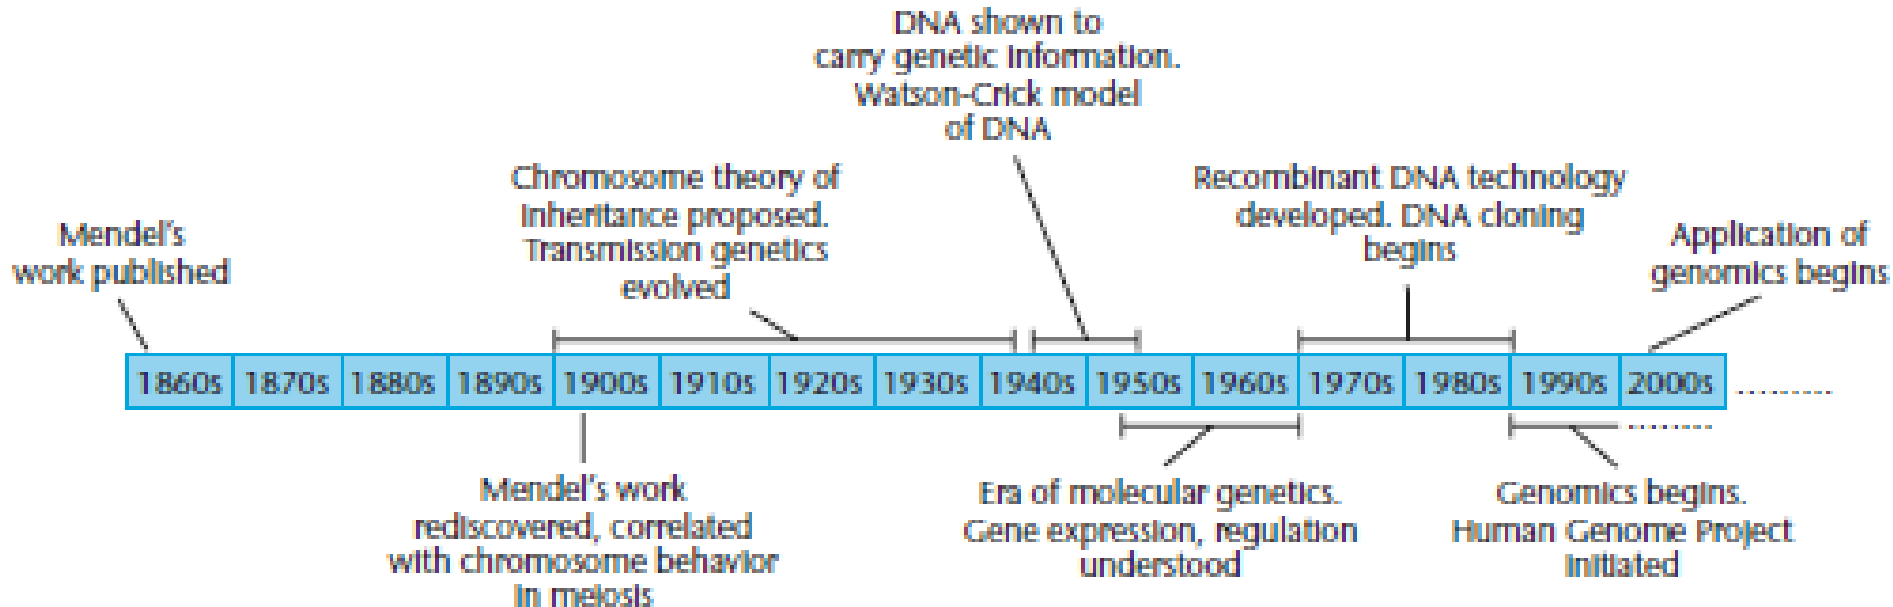 DNA shown to
carry genetic information.
Watson-Crick model
of DNA
Chromosome theory of
inheritance proposed.
Transmission genetics
evolved
Recombinant DNA technology
developed. DNA cloning
begins
Mendel's
work published
Application of
genomics begins
1860s 1870s 1880s 1890s 1900s 1910s 1920s 1930s 1940s 1950s 1960s 1970s 1980s 1990s 2000s
Mendel's work
rediscovered, correlated
with chromosome behavior
in meiosis
Era of molecular genetics.
Gene expression, regulation
understood
Genomics begins.
Human Genome Project
initiated